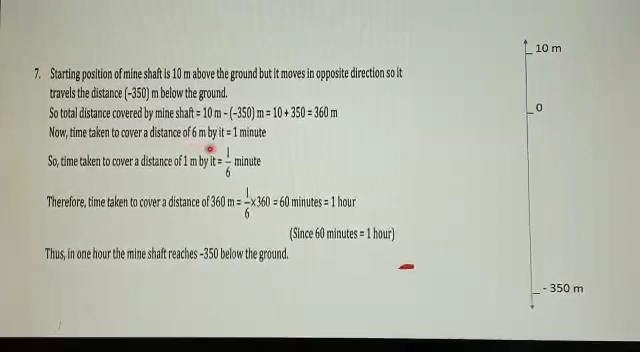 7. Starting position of mine shaft is 10 m above the ground but it moves in opposite direction so it
travels the distance (-350) m below the ground.
So total distance covered by mine shaft = 10 m - (-350) m = 10 + 350 = 360 m
Now, time taken to cover a distance of 6 m by it = 1 minute
So, time taken to cover a distance of 1 m by it = 1/6 minute
Therefore, time taken to cover a distance of 360 m = 1/6 x 360 = 60 minutes = 1 hour
(Since 60 minutes = 1 hour)
Thus, in one hour the mine shaft reaches -350 below the ground.
10 m
0
- 350 m